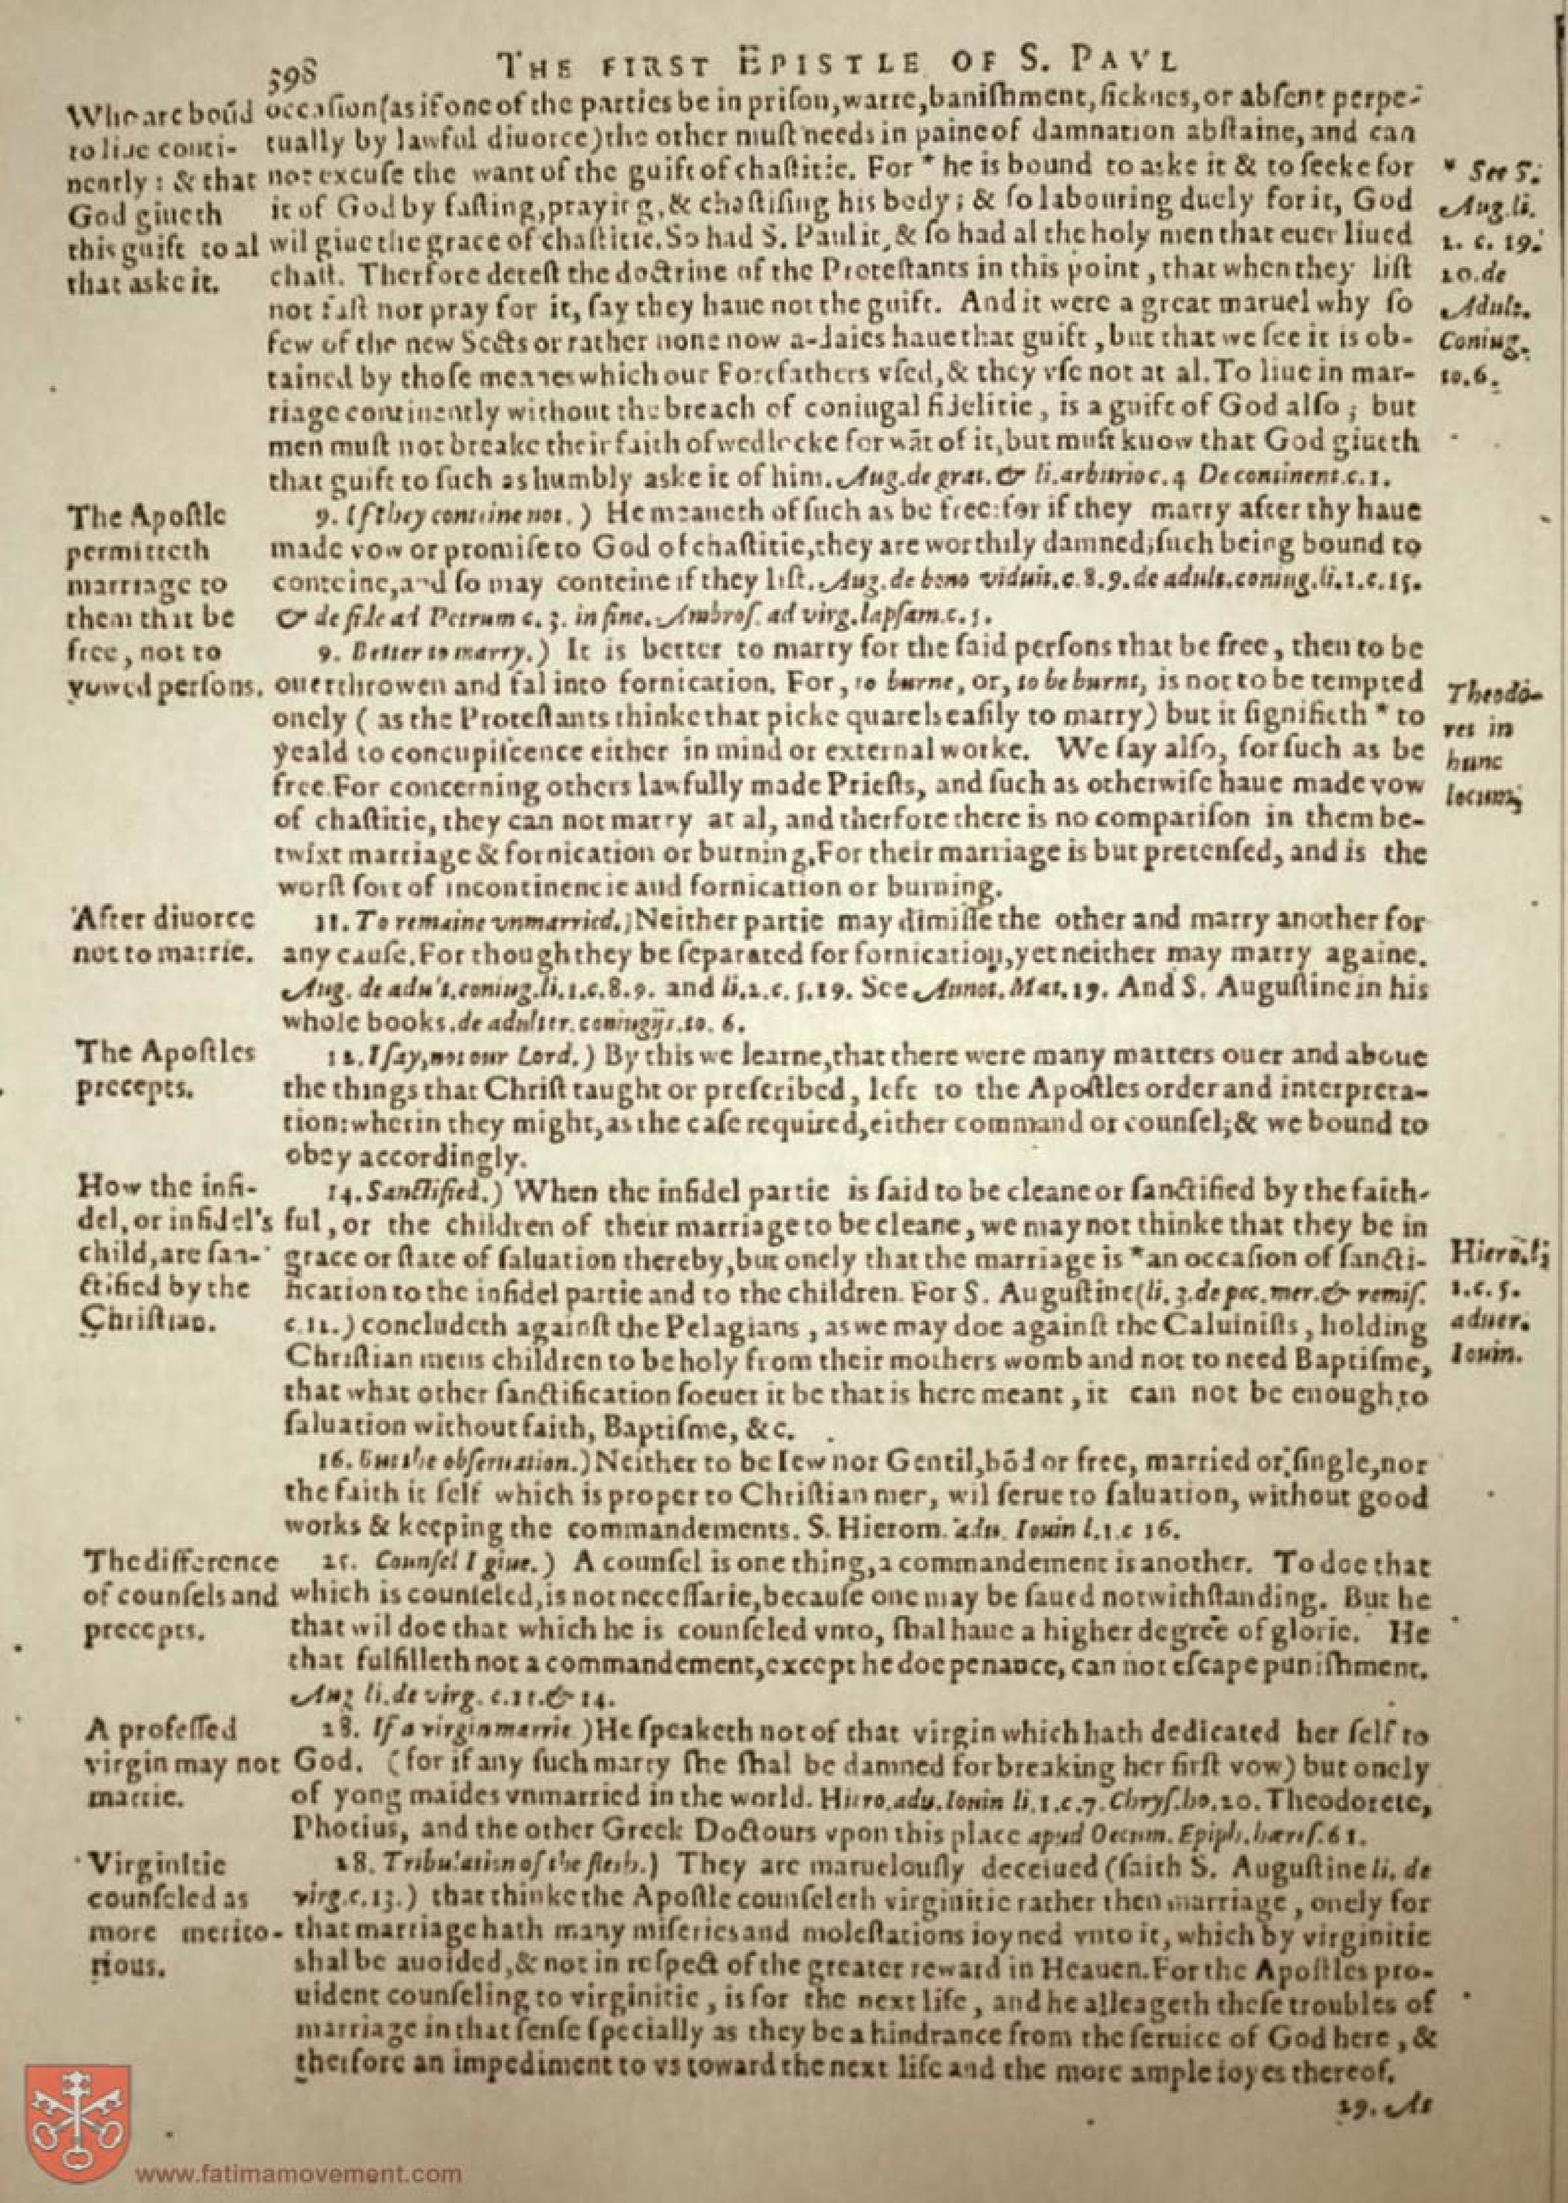 398
THE FIRST EPISTLE OF S. PAVL
Who are boũd
to liue conti-
nently: & that
God giueth
this guift to al
that aske it.
occaſion (as if one of the parties be in priſon, warre, baniſhment, ſicknes, or abſent perpe-
tually by lawful diuorce) the other muſt needs in paine of damnation abſtaine, and can
not excuſe the want of the guift of chaſtitie. For * he is bound to aske it & to ſeeke for
it of God by faſting, praying, & chaſtiſing his body; & ſo labouring duely for it, God
wil giue the grace of chaſtitie. So had S. Paul it, & ſo had al the holy men that euer liued
chaſt. Therfore deteſt the doctrine of the Proteſtants in this point, that when they liſt
not faſt nor pray for it, ſay they haue not the guift. And it were a great maruel why ſo
few of the new Sects or rather none now a-daies haue that guift, but that we ſee it is ob-
tained by thoſe meanes which our Forefathers vſed, & they vſe not at al. To liue in mar-
riage continently without the breach of coniugal fidelitie, is a guift of God alſo; but
men muſt not breake their faith of wedlocke for wãt of it, but muſt kuow that God giueth
that guift to ſuch as humbly aske it of him. Aug. de grat. & li. arbitrio c. 4 De continent. c. 1.
* See S.
Aug. li.
1. c. 19.
20. de
Adult.
Coniug.
to. 6.
The Apoſtle
permitteth
marriage to
them that be
free, not to
vowed perſons.
9. If they conteine not.) He meaneth of ſuch as be free: for if they marry after thy haue
made vow or promiſe to God of chaſtitie, they are worthily damned; ſuch being bound to
conteine, and ſo may conteine if they liſt. Aug. de bono viduit. c. 8. 9. de adult. coniug. li. 1. c. 15.
& de fide ad Petrum c. 3. in fine. Ambroſ. ad virg. lapſam. c. 5.
9. Better to marry.) It is better to marry for the ſaid perſons that be free, then to be
ouerthrowen and fal into fornication. For, to burne, or, to be burnt, is not to be tempted
onely (as the Proteſtants thinke that picke quarels eaſily to marry) but it ſignifieth * to
yeald to concupiſcence either in mind or external worke. We ſay alſo, for ſuch as be
free. For concerning others lawfully made Prieſts, and ſuch as otherwiſe haue made vow
of chaſtitie, they can not marry at al, and therfore there is no compariſon in them be-
twixt marriage & fornication or burning. For their marriage is but pretenſed, and is the
worſt ſort of incontinencie and fornication or burning.
Theodo-
ret in
hunc
locum.
After diuorce
not to marrie.
11. To remaine vnmarried.) Neither partie may dimiſſe the other and marry another for
any cauſe. For though they be ſeparated for fornication, yet neither may marry againe.
Aug. de adult. coniug. li. 1. c. 8. 9. and li. 2. c. 5. 19. See Annot. Mat. 19. And S. Auguſtine in his
whole books. de adulter. coniugijs. to. 6.
The Apoſtles
precepts.
12. I ſay, not our Lord.) By this we learne, that there were many matters ouer and aboue
the things that Chriſt taught or preſcribed, left to the Apoſtles order and interpreta-
tion: wherin they might, as the caſe required, either command or counſel; & we bound to
obey accordingly.
How the infi-
del, or infidel's
child, are ſan-
ctified by the
Chriſtian.
14. Sanctified.) When the infidel partie is ſaid to be cleane or ſanctified by the faith-
ful, or the children of their marriage to be cleane, we may not thinke that they be in
grace or ſtate of ſaluation thereby, but onely that the marriage is * an occaſion of ſancti-
fication to the infidel partie and to the children. For S. Auguſtine (li. 3. de pec. mer. & remiſ.
c. 12.) concludeth againſt the Pelagians, as we may doe againſt the Caluiniſts, holding
Chriſtian mens children to be holy from their mothers womb and not to need Baptiſme,
that what other ſanctification ſoeuer it be that is here meant, it can not be enough to
ſaluation without faith, Baptiſme, &c.
Hiero. li
1. c. 5.
aduer.
Iouin.
16. But the obſeruation.) Neither to be Iew nor Gentil, bõd or free, married or ſingle, nor
the faith it ſelf which is proper to Chriſtian men, wil ſerue to ſaluation, without good
works & keeping the commandements. S. Hierom. adu. Iouin l. 1. c 16.
The difference
of counſels and
precepts.
25. Counſel I giue.) A counſel is one thing, a commandement is another. To doe that
which is counſeled, is not neceſſarie, becauſe one may be ſaued notwithſtanding. But he
that wil doe that which he is counſeled vnto, ſhal haue a higher degree of glorie. He
that fulfilleth not a commandement, except he doe penance, can not eſcape puniſhment.
Aug li. de virg. c. 15. & 14.
A profeſſed
virgin may not
marrie.
28. If a virgin marrie) He ſpeaketh not of that virgin which hath dedicated her ſelf to
God. (for if any ſuch marry ſhe ſhal be damned for breaking her firſt vow) but onely
of yong maides vnmarried in the world. Hiero. adu. Iouin li. 1. c. 7. Chryſ. ho. 20. Theodorete,
Photius, and the other Greek Doctours vpon this place apud Oecum. Epiph. hæreſ. 61.
Virginitie
counſeled as
more merito-
rious.
28. Tribulation of the fleſh.) They are marueloufly deceiued (ſaith S. Auguſtine li. de
virg. c. 13.) that thinke the Apoſtle counſeleth virginitie rather then marriage, onely for
that marriage hath many miſeries and moleſtations ioyned vnto it, which by virginitie
shal be auoided, & not in reſpect of the greater reward in Heauen. For the Apoſtles pro-
uident counſeling to virginitie, is for the next life, and he alleageth theſe troubles of
marriage in that ſenſe ſpecially as they be a hindrance from the ſeruice of God here, &
therfore an impediment to vs toward the next life and the more ample ioyes thereof.
29. As
www.fatimamovement.com